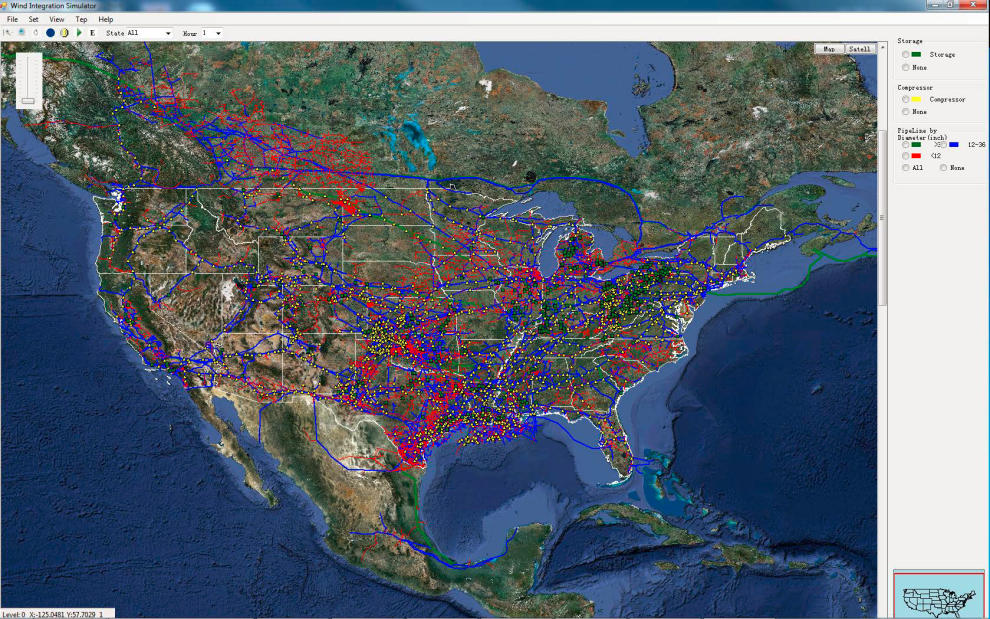 Wind Integration Simulator
File Set View Tep Help
E State All Hour 1
Map Satell
Storage
Storage
None
Compressor
Compressor
None
PipeLine by
Diameter(inch)
12-36
<12
All None
Level: 0 X:-125.0481 Y:57.7029 1